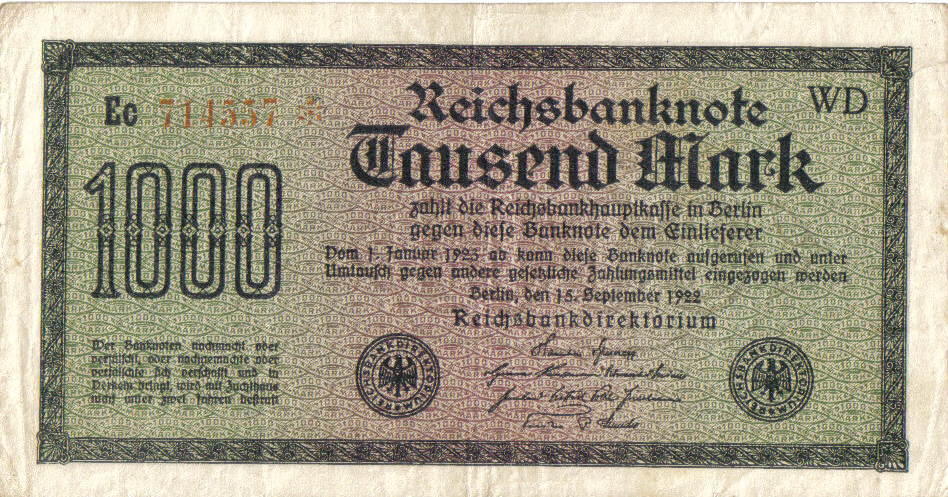 Ec 714557 *
Reichsbanknote
WD
Tausend Mark
1000
zahlt die Reichsbankhauptkasse in Berlin
gegen diese Banknote dem Einlieferer
Vom 1. Januar 1923 ab kann diese Banknote aufgerufen und unter
Umtausch gegen andere gesetzliche Zahlungsmittel eingezogen werden
Berlin, den 15. September 1922
Reichsbankdirektorium
Wer Banknoten nachmacht oder
verfälscht, oder nachgemachte oder
verfälschte sich verschafft und in
Verkehr bringt, wird mit Zuchthaus
nicht unter zwei Jahren bestraft
REICHSBANKDIREKTORIUM
REICHSBANKDIREKTORIUM